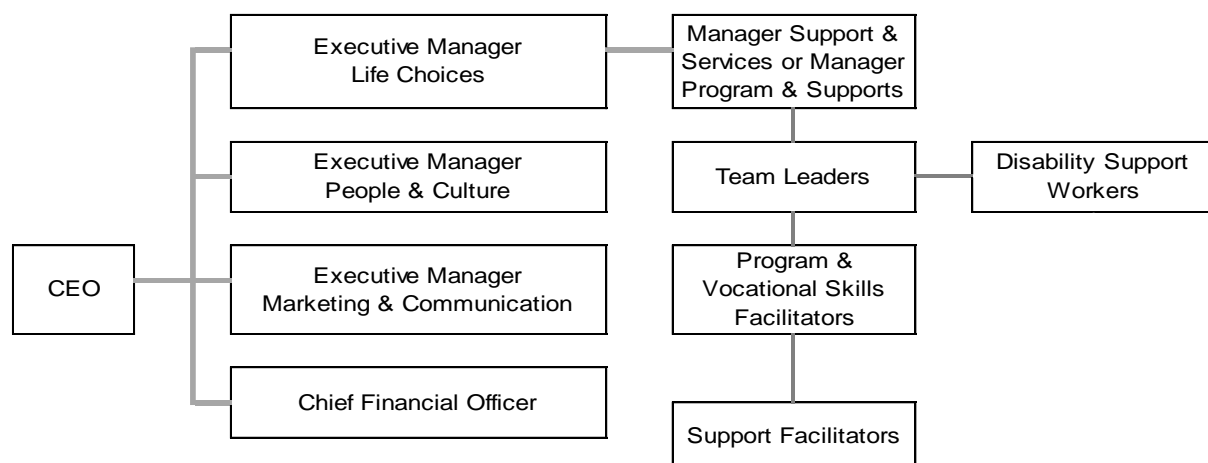 Executive Manager
Life Choices
Manager Support &
Services or Manager
Program & Supports
Executive Manager
People & Culture
Team Leaders
Disability Support
Workers
CEO
Executive Manager
Marketing & Communication
Program &
Vocational Skills
Facilitators
Chief Financial Officer
Support Facilitators